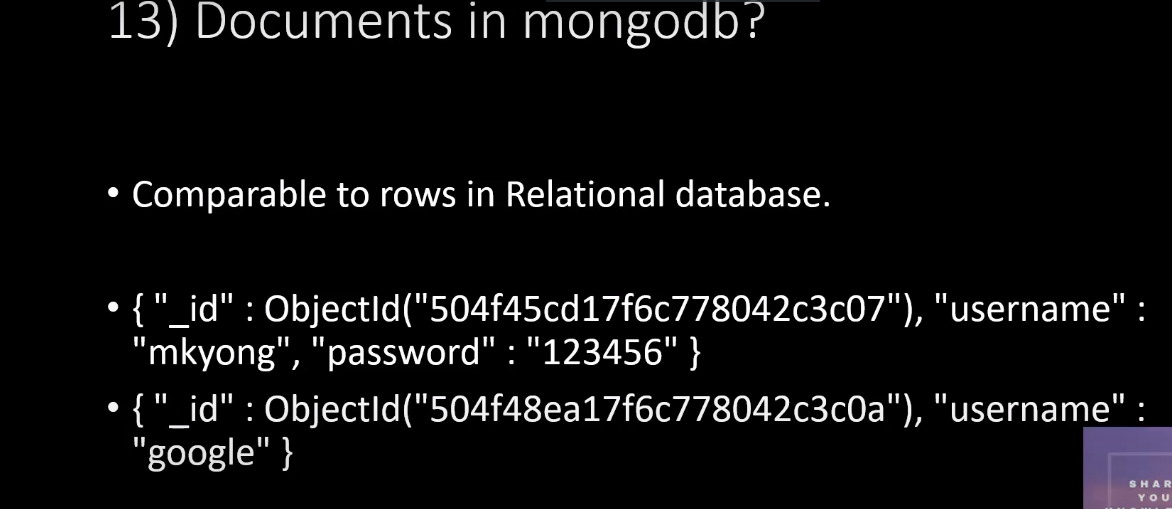 13) Documents in mongodb?
• Comparable to rows in Relational database.
• { "_id" : ObjectId("504f45cd17f6c778042c3c07"), "username" :
"mkyong", "password" : "123456" }
• { "_id" : ObjectId("504f48ea17f6c778042c3c0a"), "username" :
"google" }
SHAR
YOU